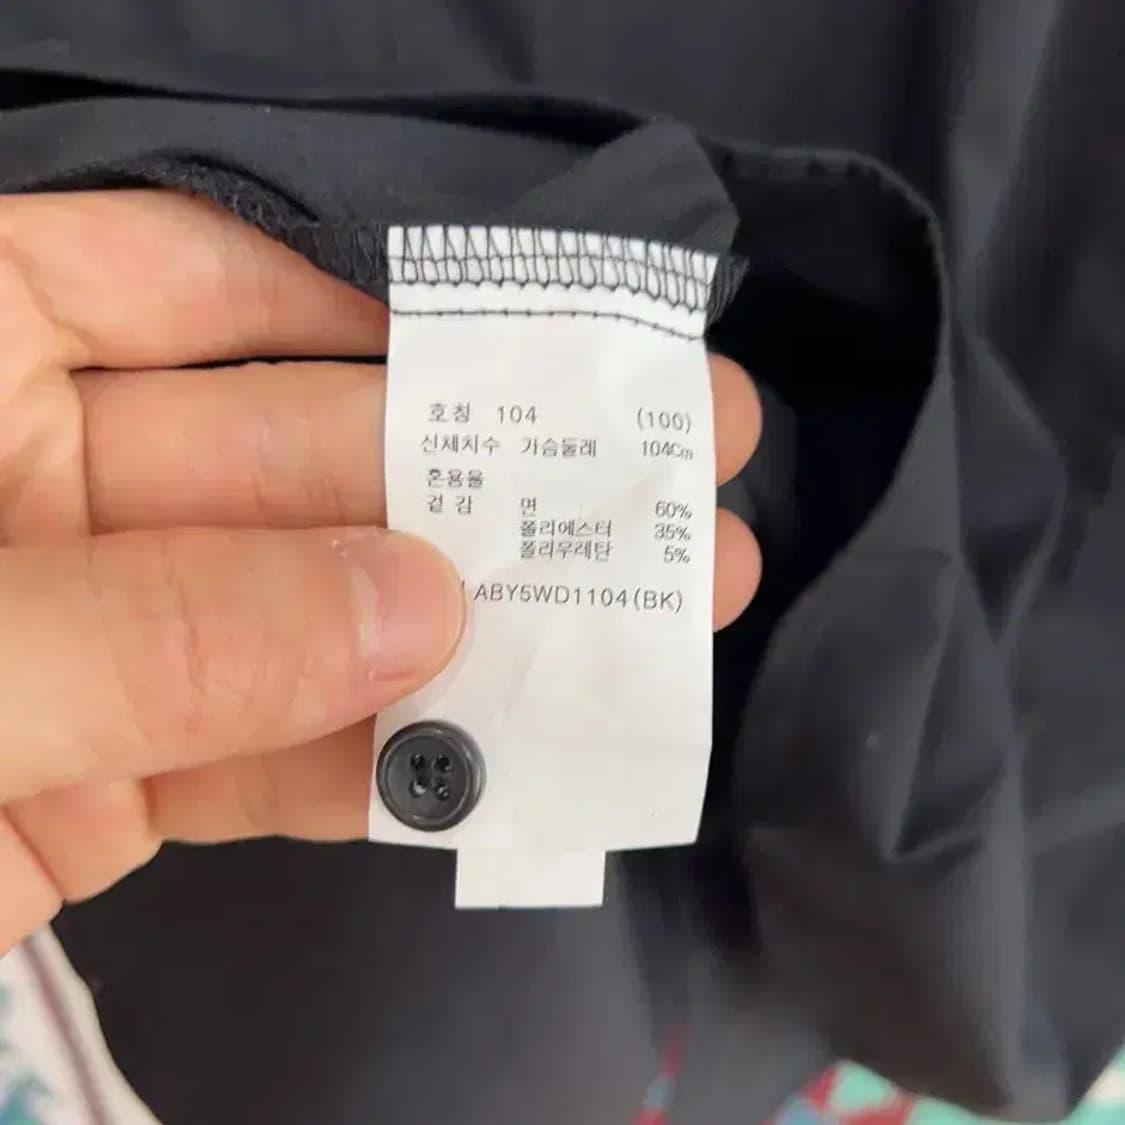 호칭 104 (100)
신체치수 가슴둘레 104Cm
혼용율
겉감 면 60%
폴리에스터 35%
폴리우레탄 5%
ABY5WD1104(BK)